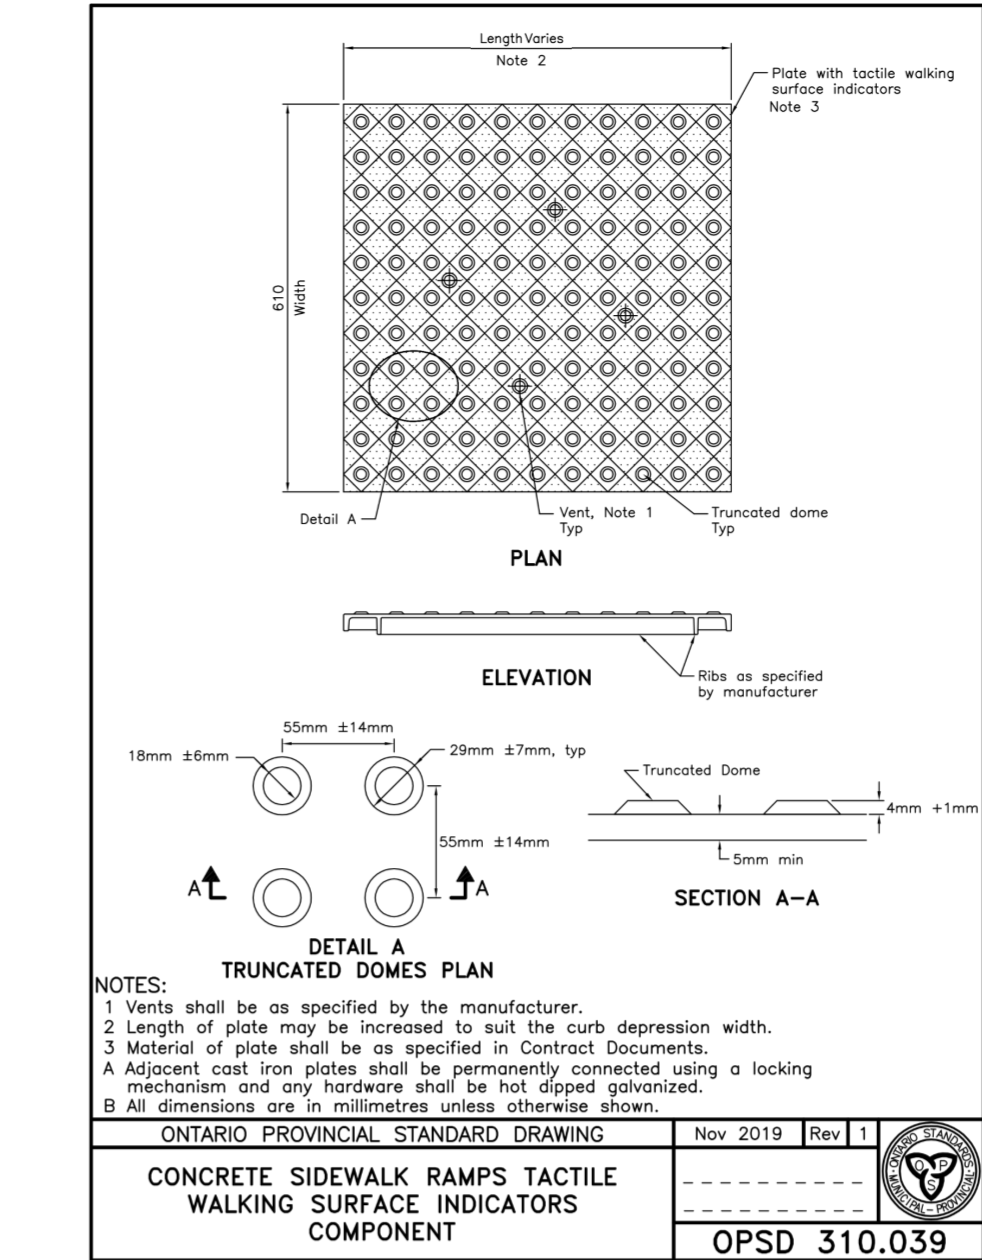 Length Varies
Note 2
Plate with tactile walking
surface indicators
Note 3
610
Width
Detail A
Vent, Note 1
Typ
Truncated dome
Typ
PLAN
ELEVATION
Ribs as specified
by manufacturer
55mm ±14mm
18mm ±6mm
29mm ±7mm, typ
55mm ±14mm
A
A
DETAIL A
TRUNCATED DOMES PLAN
Truncated Dome
4mm +1mm
5mm min
SECTION A-A
NOTES:
1 Vents shall be as specified by the manufacturer.
2 Length of plate may be increased to suit the curb depression width.
3 Material of plate shall be as specified in Contract Documents.
A Adjacent cast iron plates shall be permanently connected using a locking
mechanism and any hardware shall be hot dipped galvanized.
B All dimensions are in millimetres unless otherwise shown.
ONTARIO PROVINCIAL STANDARD DRAWING
Nov 2019
Rev 1
CONCRETE SIDEWALK RAMPS TACTILE
WALKING SURFACE INDICATORS
COMPONENT
ONTARIO STANDARDS
MUNICIPAL - PROVINCIAL
O P S
OPSD 310.039